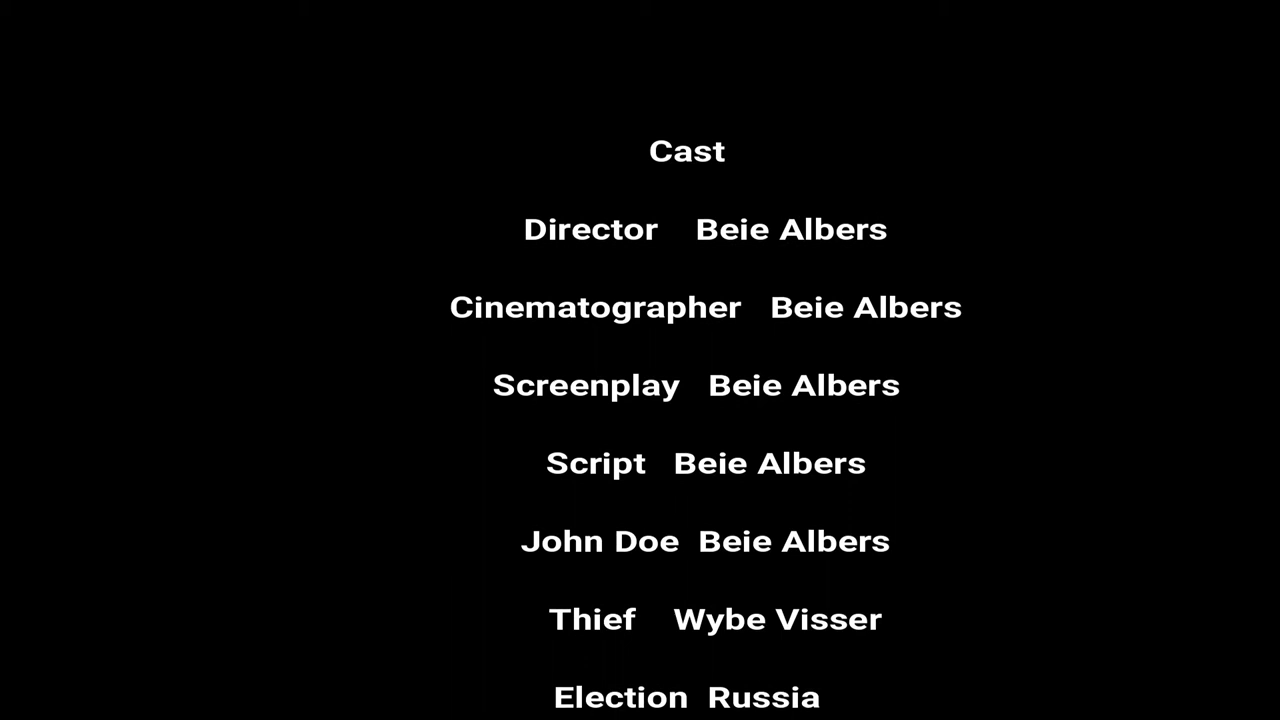 Cast
Director Beie Albers
Cinematographer Beie Albers
Screenplay Beie Albers
Script Beie Albers
John Doe Beie Albers
Thief Wybe Visser
Election Russia